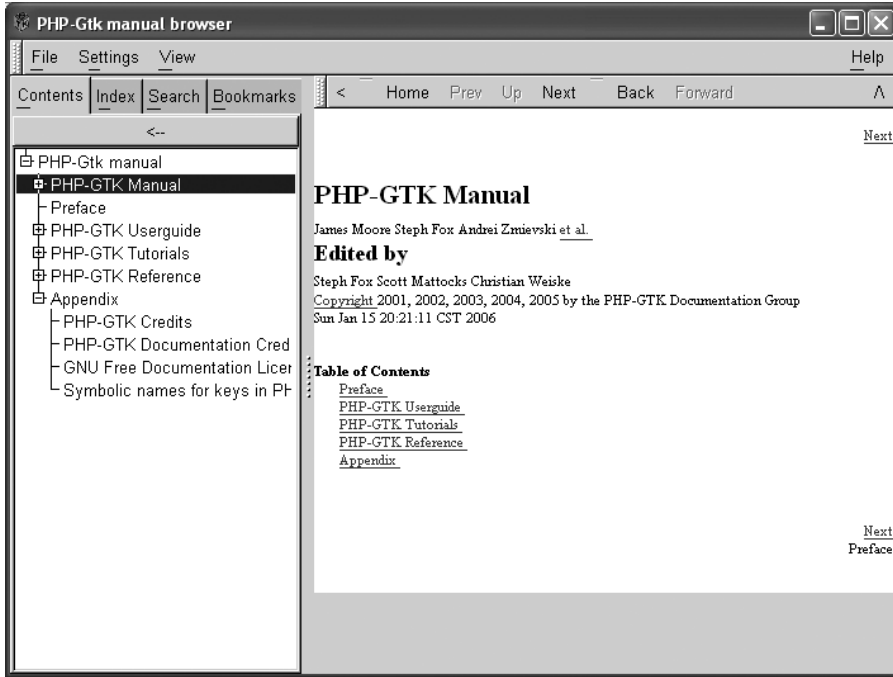 PHP-Gtk manual browser
File Settings View Help
Contents Index Search Bookmarks
<--
PHP-Gtk manual
PHP-GTK Manual
Preface
PHP-GTK Userguide
PHP-GTK Tutorials
PHP-GTK Reference
Appendix
PHP-GTK Credits
PHP-GTK Documentation Cred
GNU Free Documentation Licer
Symbolic names for keys in PH
< Home Prev Up Next Back Forward Λ
Next
PHP-GTK Manual
James Moore Steph Fox Andrei Zmievski et al.
Edited by
Steph Fox Scott Mattocks Christian Weiske
Copyright 2001, 2002, 2003, 2004, 2005 by the PHP-GTK Documentation Group
Sun Jan 15 20:21:11 CST 2006
Table of Contents
Preface
PHP-GTK Userguide
PHP-GTK Tutorials
PHP-GTK Reference
Appendix
Next
Preface